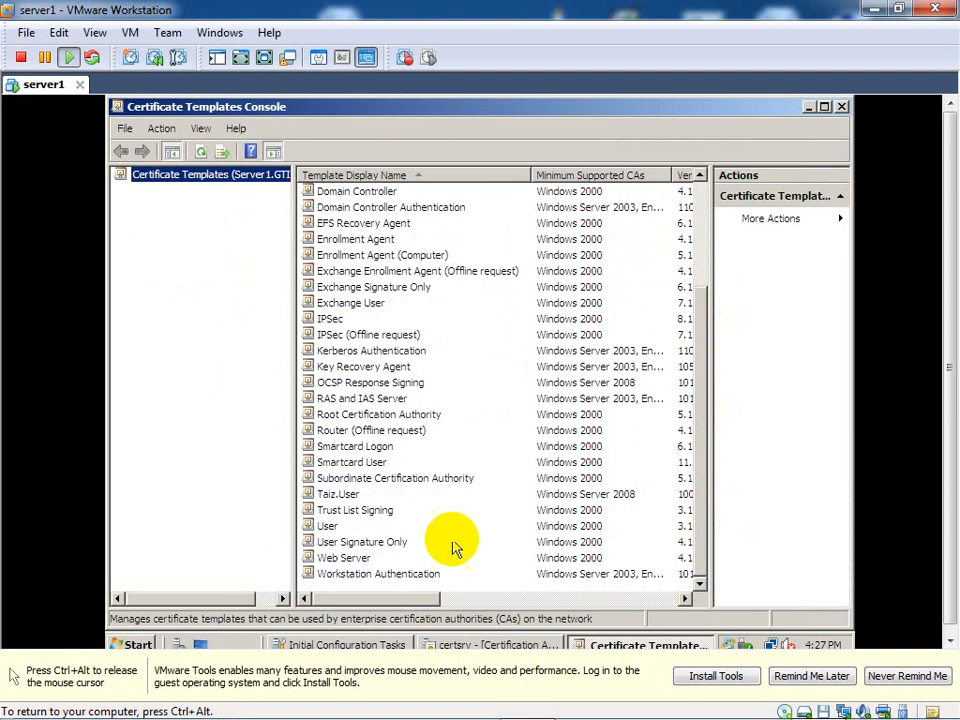 server1 - VMware Workstation
File Edit View VM Team Windows Help
server1
Certificate Templates Console
File Action View Help
Certificate Templates (Server1.GTI
Template Display Name Minimum Supported CAs Ver
Domain Controller Windows 2000 4.1
Domain Controller Authentication Windows Server 2003, En... 110
EFS Recovery Agent Windows 2000 6.1
Enrollment Agent Windows 2000 4.1
Enrollment Agent (Computer) Windows 2000 5.1
Exchange Enrollment Agent (Offline request) Windows 2000 4.1
Exchange Signature Only Windows 2000 6.1
Exchange User Windows 2000 7.1
IPSec Windows 2000 8.1
IPSec (Offline request) Windows 2000 7.1
Kerberos Authentication Windows Server 2003, En... 110
Key Recovery Agent Windows Server 2003, En... 105
OCSP Response Signing Windows Server 2008 101
RAS and IAS Server Windows Server 2003, En... 101
Root Certification Authority Windows 2000 5.1
Router (Offline request) Windows 2000 4.1
Smartcard Logon Windows 2000 6.1
Smartcard User Windows 2000 11.
Subordinate Certification Authority Windows 2000 5.1
Taiz.User Windows Server 2008 100
Trust List Signing Windows 2000 3.1
User Windows 2000 3.1
User Signature Only Windows 2000 4.1
Web Server Windows 2000 4.1
Workstation Authentication Windows Server 2003, En... 101
Actions
Certificate Templat...
More Actions
Manages certificate templates that can be used by enterprise certification authorities (CAs) on the network
Start Initial Configuration Tasks certsrv - [Certification A... Certificate Template... 4:27 PM
Press Ctrl+Alt to release
the mouse cursor
VMware Tools enables many features and improves mouse movement, video and performance. Log in to the
guest operating system and click Install Tools.
Install Tools Remind Me Later Never Remind Me
To return to your computer, press Ctrl+Alt.